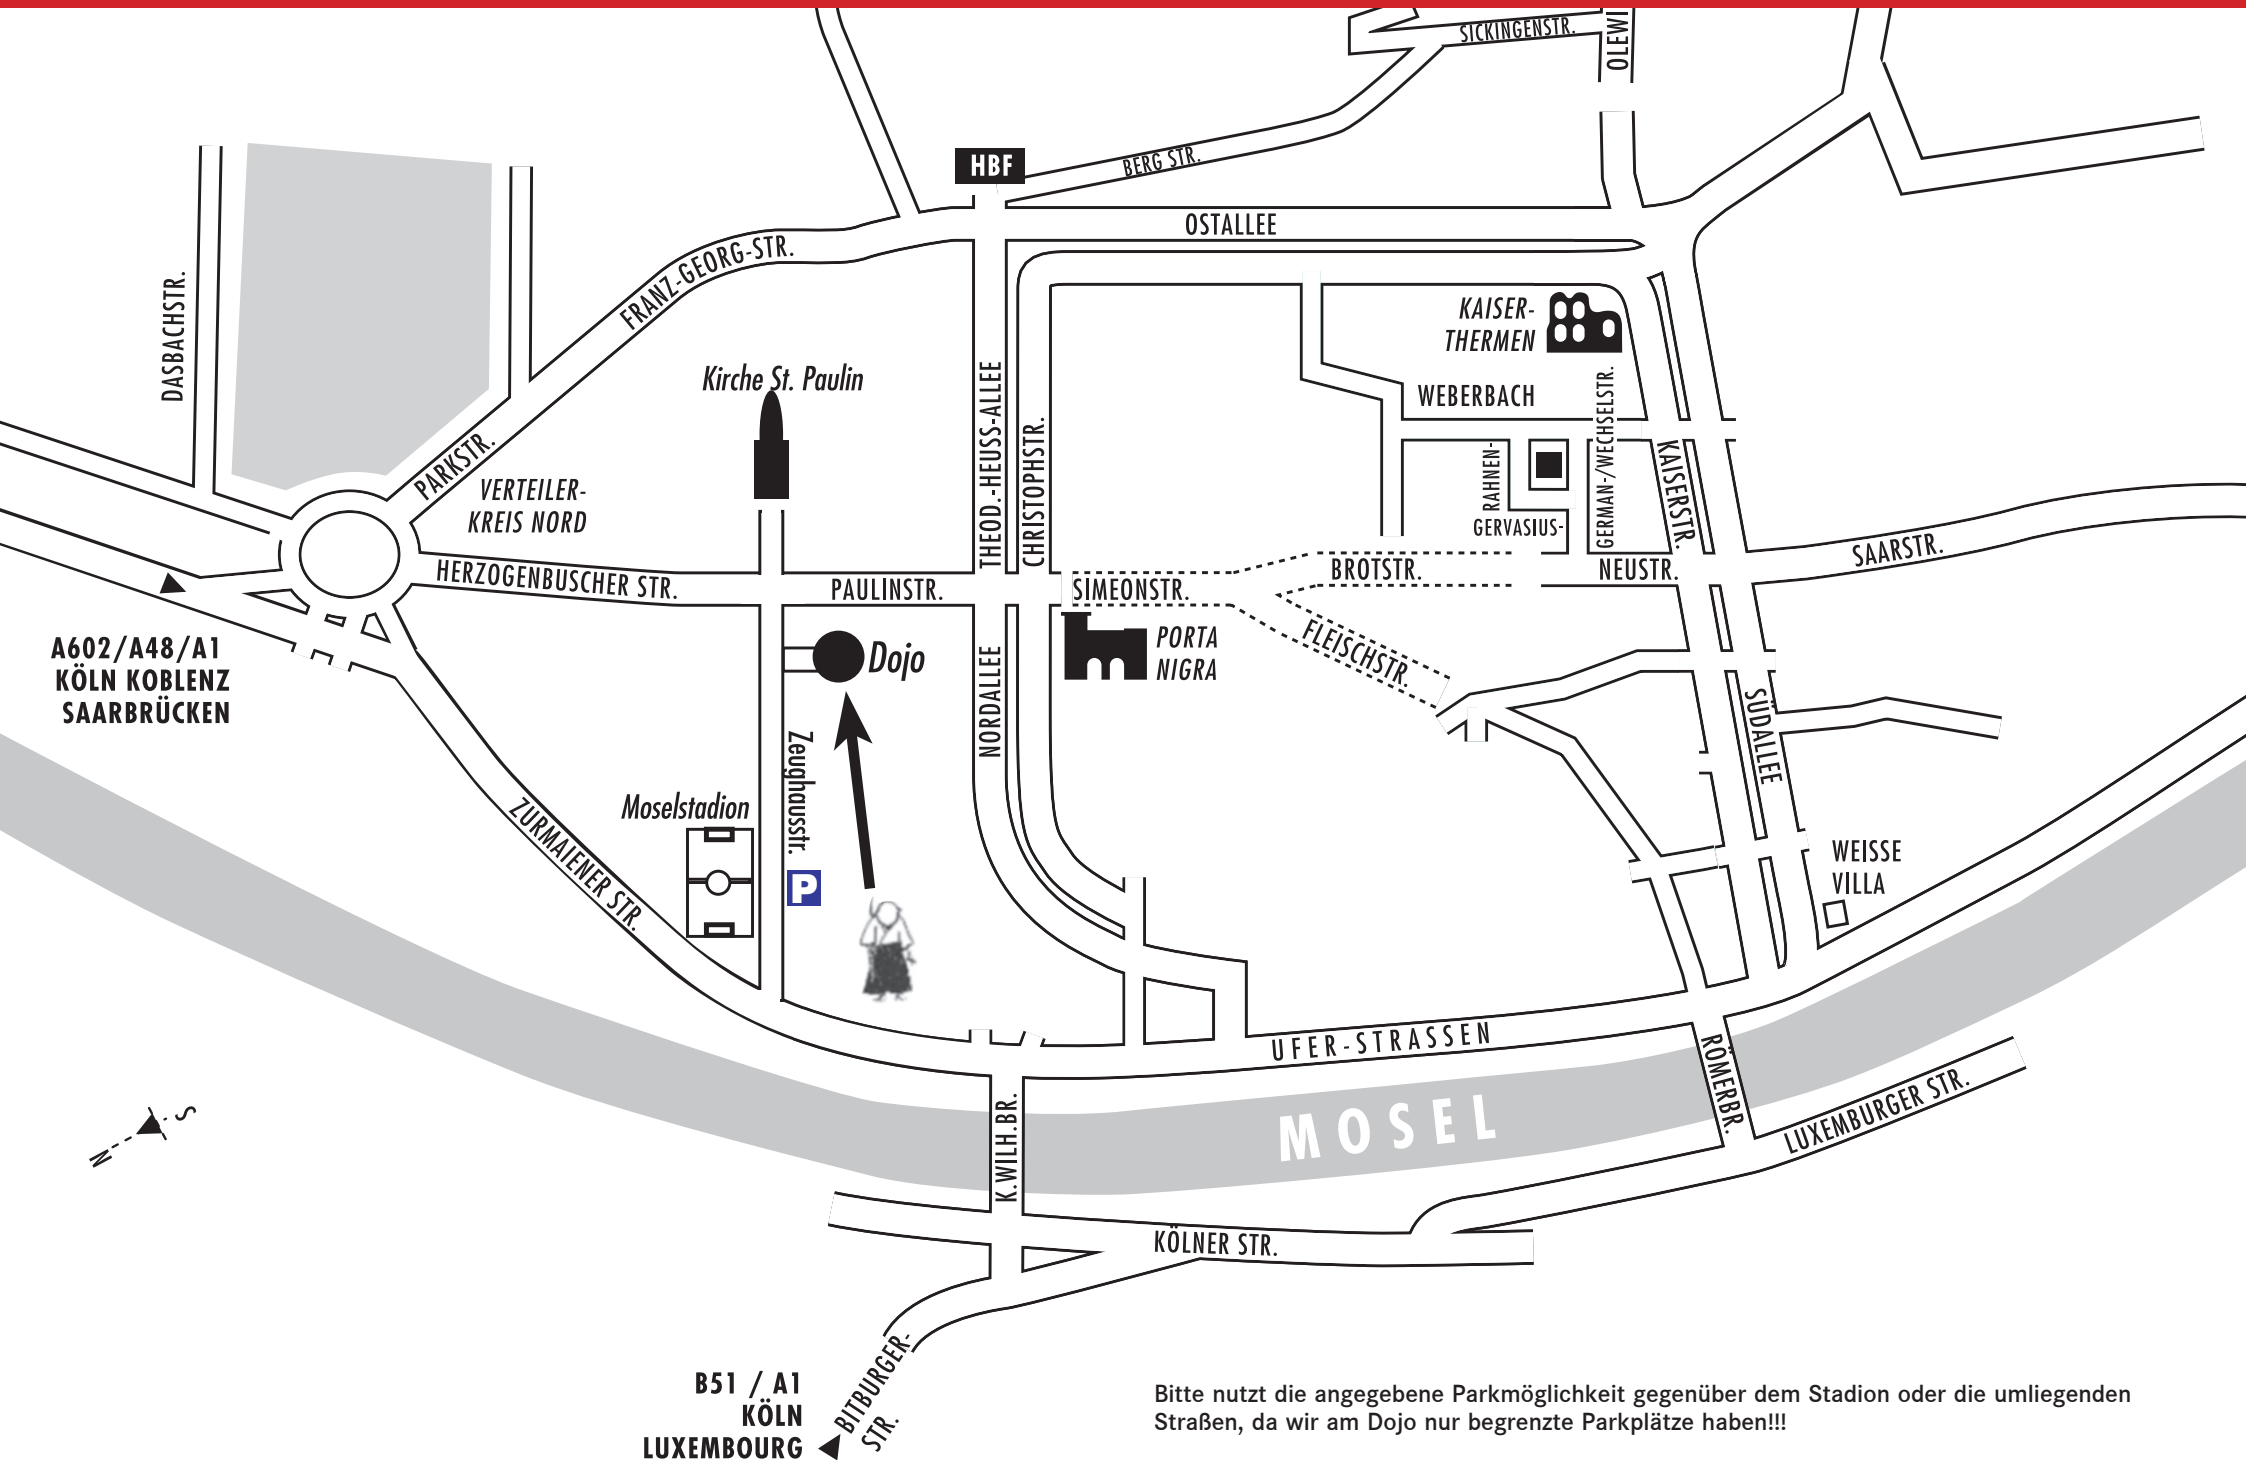 SICKINGENSTR.
OLEWI
HBF
BERG STR.
OSTALLEE
FRANZ-GEORG-STR.
DASBACHSTR.
KAISER-
THERMEN
Kirche St. Paulin
THEOD.-HEUSS-ALLEE
CHRISTOPHSTR.
WEBERBACH
GERMAN-/WECHSELSTR.
RAHNEN-
GERVASIUS-
KAISERSTR.
PARKSTR.
VERTEILER-
KREIS NORD
HERZOGENBUSCHER STR.
PAULINSTR.
SIMEONSTR.
BROTSTR.
NEUSTR.
SAARSTR.
FLEISCHSTR.
A602/A48/A1
KÖLN KOBLENZ
SAARBRÜCKEN
Dojo
PORTA
NIGRA
NORDALLEE
SÜDALLEE
Zeughausstr.
Moselstadion
P
ZURMAIENER STR.
WEISSE
VILLA
UFER-STRASSEN
RÖMERBR.
MOSEL
K.WILH.BR.
LUXEMBURGER STR.
S
N
KÖLNER STR.
BITBURGER-
STR.
B51 / A1
KÖLN
LUXEMBOURG
Bitte nutzt die angegebene Parkmöglichkeit gegenüber dem Stadion oder die umliegenden
Straßen, da wir am Dojo nur begrenzte Parkplätze haben!!!